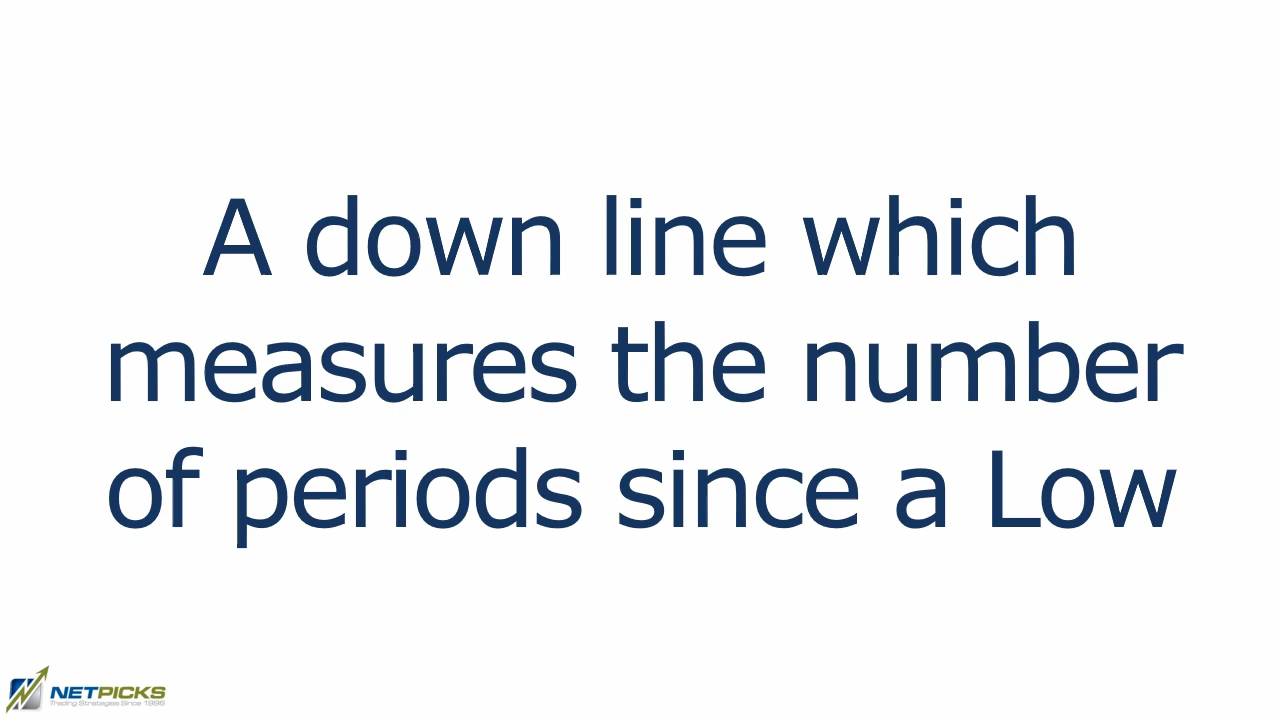 A down line which
measures the number
of periods since a Low
NETPICKS
Trading Strategies Since 1996